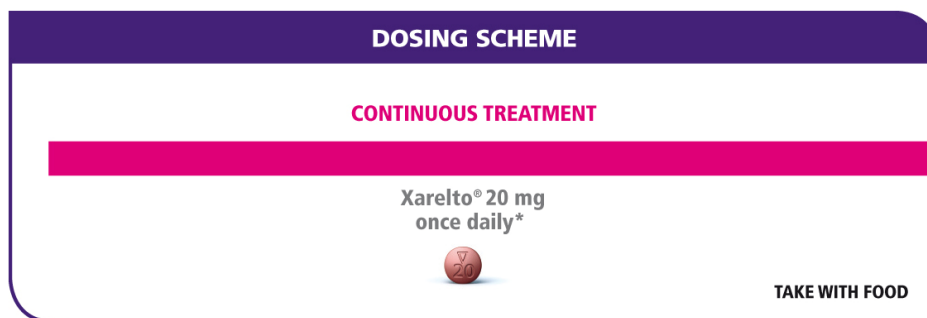 DOSING SCHEME
CONTINUOUS TREATMENT
Xarelto® 20 mg
once daily*
20
TAKE WITH FOOD